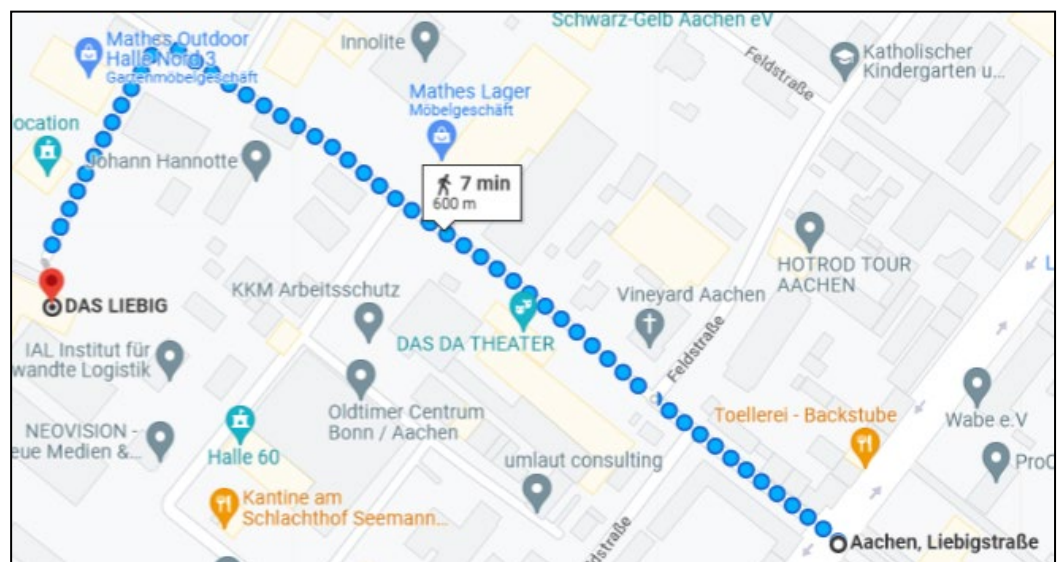 Schwarz-Gelb Aachen eV
Mathes Outdoor
Halle Nord 3
Gartenmöbelgeschäft
Innolite
Feldstraße
Katholischer
Kindergarten u...
Mathes Lager
Möbelgeschäft
ocation
Johann Hannotte
7 min
600 m
HOTROD TOUR
AACHEN
L
DAS LIEBIG
KKM Arbeitsschutz
Vineyard Aachen
DAS DA THEATER
Feldstraße
IAL Institut für
wandte Logistik
Oldtimer Centrum
Bonn / Aachen
Toellerei - Backstube
Wabe e.V
NEOVISION -
eue Medien &...
Halle 60
umlaut consulting
ProC
Kantine am
Schlachthof Seemann...
Feldstraße
Aachen, Liebigstraße